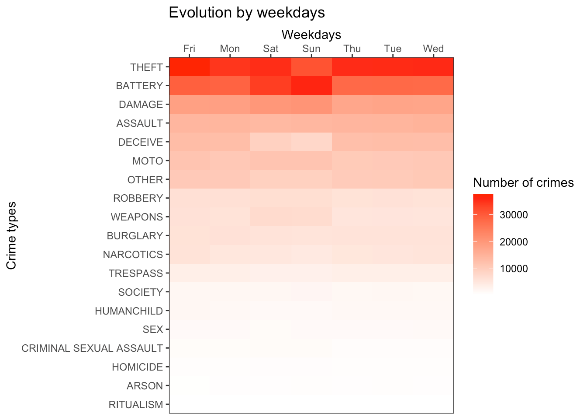 Evolution by weekdays
Weekdays
Fri Mon Sat Sun Thu Tue Wed
Crime types
THEFT
BATTERY
DAMAGE
ASSAULT
DECEIVE
MOTO
OTHER
ROBBERY
WEAPONS
BURGLARY
NARCOTICS
TRESPASS
SOCIETY
HUMANCHILD
SEX
CRIMINAL SEXUAL ASSAULT
HOMICIDE
ARSON
RITUALISM
Number of crimes
30000
20000
10000